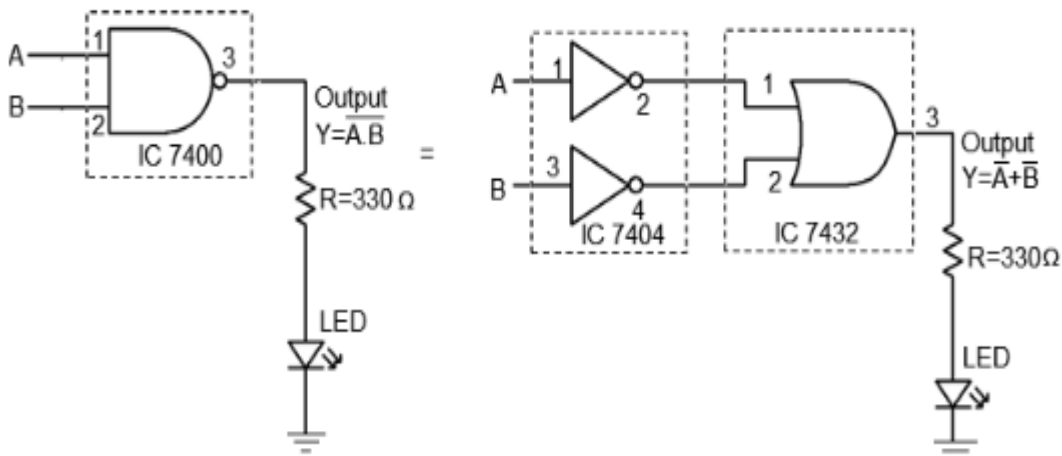 A
1
B
2
3
IC 7400
Output
Y=A̅.̅B̅
R=330 Ω
LED
=
A
1
2
B
3
4
IC 7404
1
2
3
IC 7432
Output
Y=A̅+B̅
R=330Ω
LED